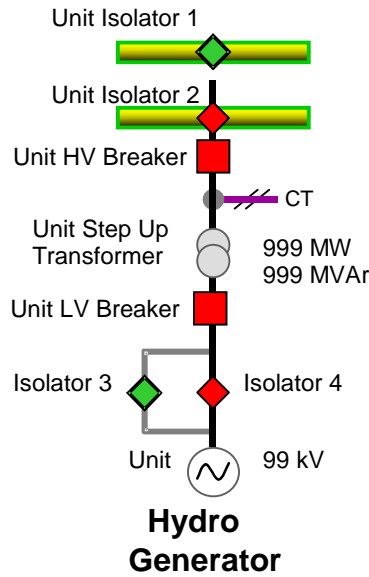 Unit Isolator 1
Unit Isolator 2
Unit HV Breaker
CT
Unit Step Up
Transformer
999 MW
999 MVAr
Unit LV Breaker
Isolator 3
Isolator 4
Unit
99 kV
Hydro
Generator